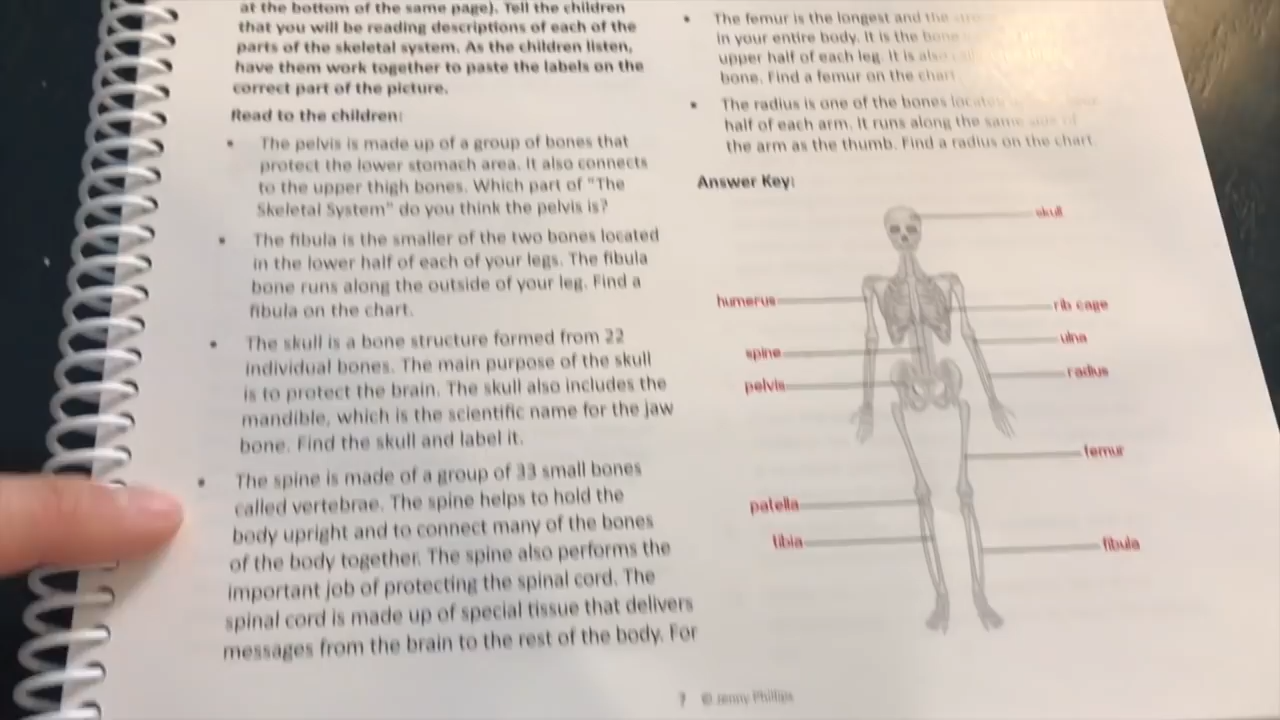 at the bottom of the same page). Tell the children
that you will be reading descriptions of each of the
parts of the skeletal system. As the children listen,
have them work together to paste the labels on the
correct part of the picture.
Read to the children:
• The pelvis is made up of a group of bones that
protect the lower stomach area. It also connects
to the upper thigh bones. Which part of "The
Skeletal System" do you think the pelvis is?
• The fibula is the smaller of the two bones located
in the lower half of each of your legs. The fibula
bone runs along the outside of your leg. Find a
fibula on the chart.
• The skull is a bone structure formed from 22
individual bones. The main purpose of the skull
is to protect the brain. The skull also includes the
mandible, which is the scientific name for the jaw
bone. Find the skull and label it.
• The spine is made of a group of 33 small bones
called vertebrae. The spine helps to hold the
body upright and to connect many of the bones
of the body together. The spine also performs the
important job of protecting the spinal cord. The
spinal cord is made up of special tissue that delivers
messages from the brain to the rest of the body. For
• The femur is the longest and the
in your entire body. It is the bone
upper half of each leg. It is also
bone. Find a femur on the chart.
• The radius is one of the bones located
half of each arm. It runs along the same side of
the arm as the thumb. Find a radius on the chart.
Answer Key:
skull
humerus
rib cage
ulna
spine
radius
pelvis
femur
patella
tibia
fibula
7 © Jenny Phillips